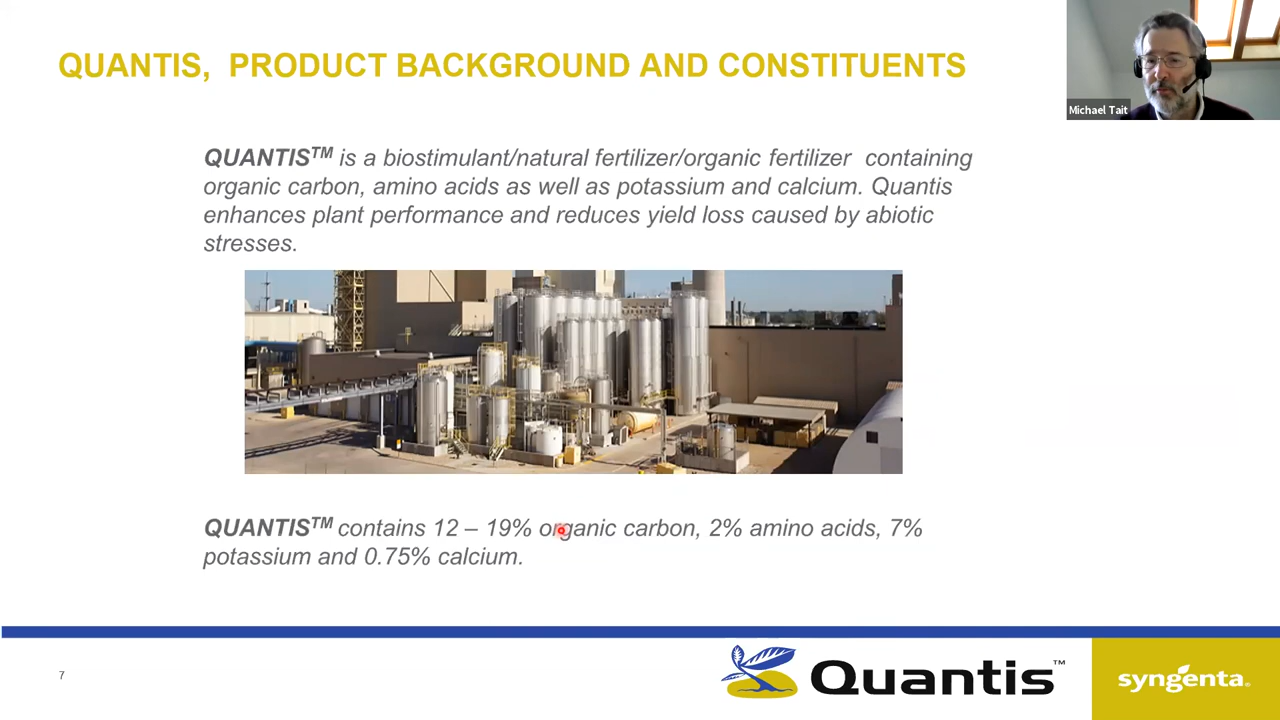 QUANTIS, PRODUCT BACKGROUND AND CONSTITUENTS
Michael Tait
QUANTIS™ is a biostimulant/natural fertilizer/organic fertilizer containing
organic carbon, amino acids as well as potassium and calcium. Quantis
enhances plant performance and reduces yield loss caused by abiotic
stresses.
QUANTIS™ contains 12 – 19% organic carbon, 2% amino acids, 7%
potassium and 0.75% calcium.
7
Quantis™
syngenta®